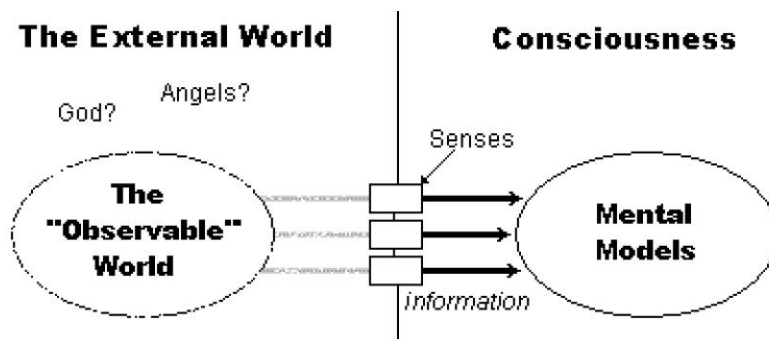 The External World
Consciousness
Angels?
God?
Senses
The
"Observable"
World
Mental
Models
information